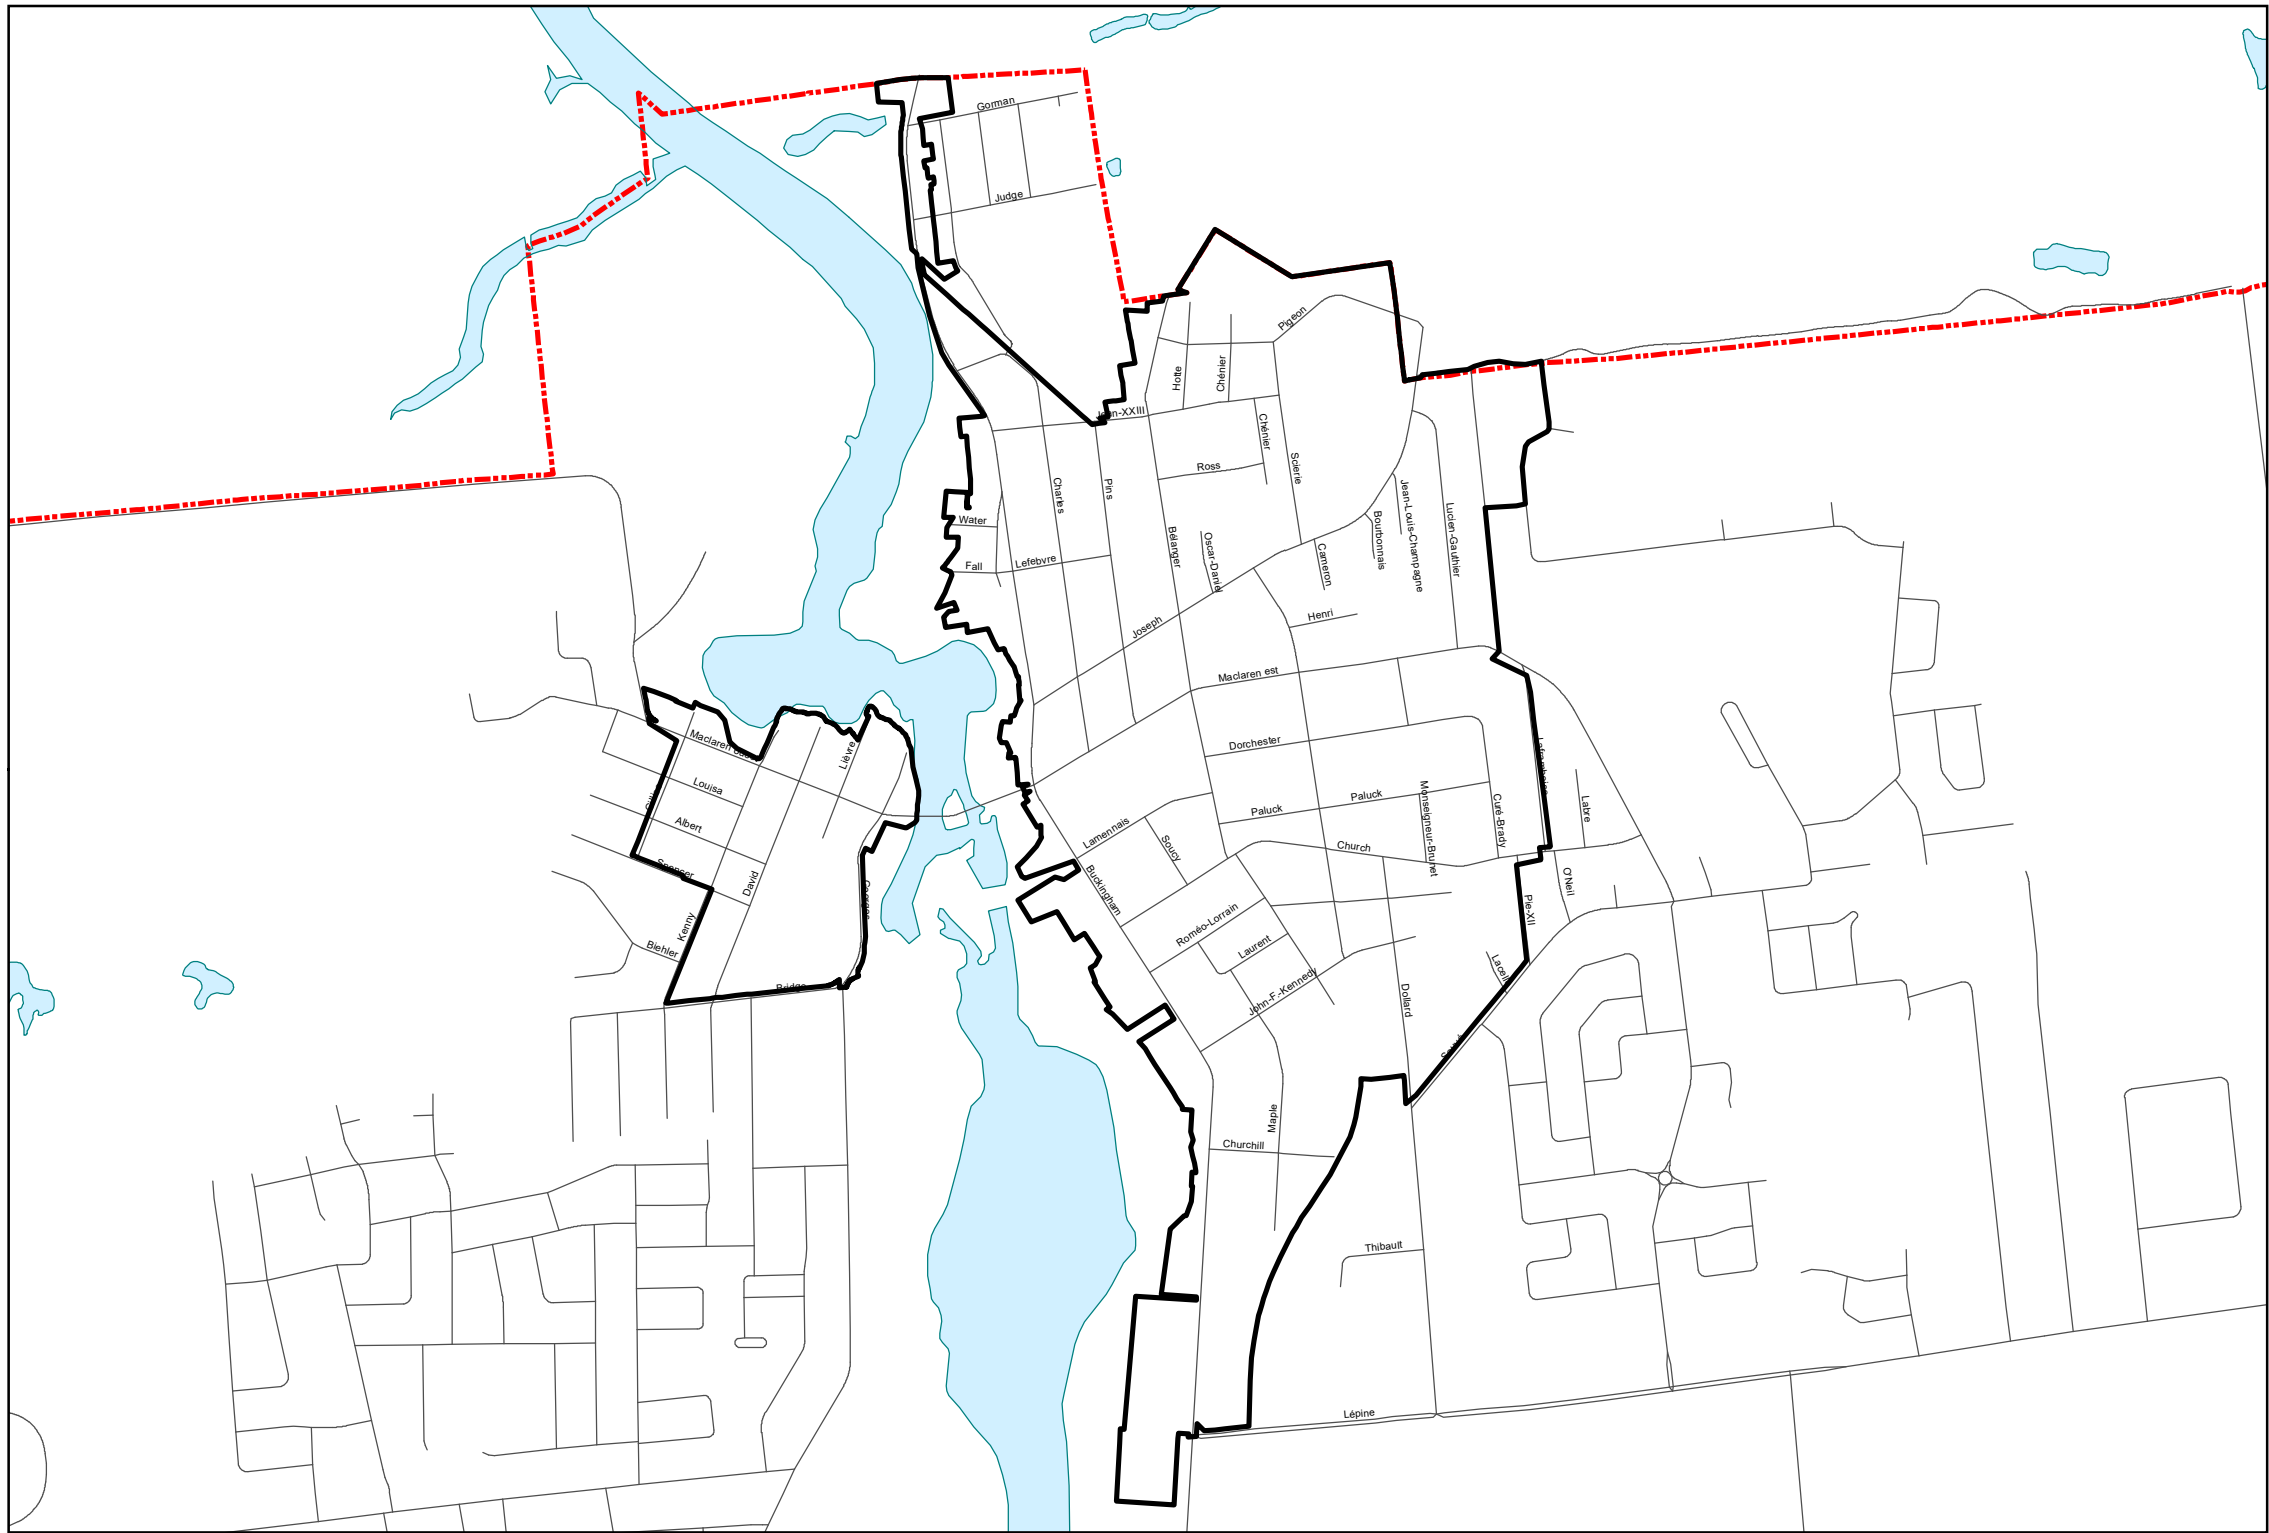 Gorman
Judge
Pigeon
Hotte
Chénier
Jean-XXIII
Chénier
Ross
Scierie
Charles
Pins
Jean-Louis-Champagne
Lucien-Gauthier
Bourbonnais
Water
Bélanger
Oscar-Daniel
Cameron
Fall
Lefebvre
Henri
Joseph
Maclaren est
Maclaren
Lièvre
Dorchester
Louisa
Paluck
Paluck
Monseigneur-Brunet
Curé-Brady
Labre
Albert
Lamennais
Soucy
Church
Spencer
David
Buckingham
O'Neil
Pie-XII
Kenny
Roméo-Lorrain
Biehler
Laurent
Bridge
John-F.-Kennedy
Dollard
Maple
Churchill
Thibault
Lépine